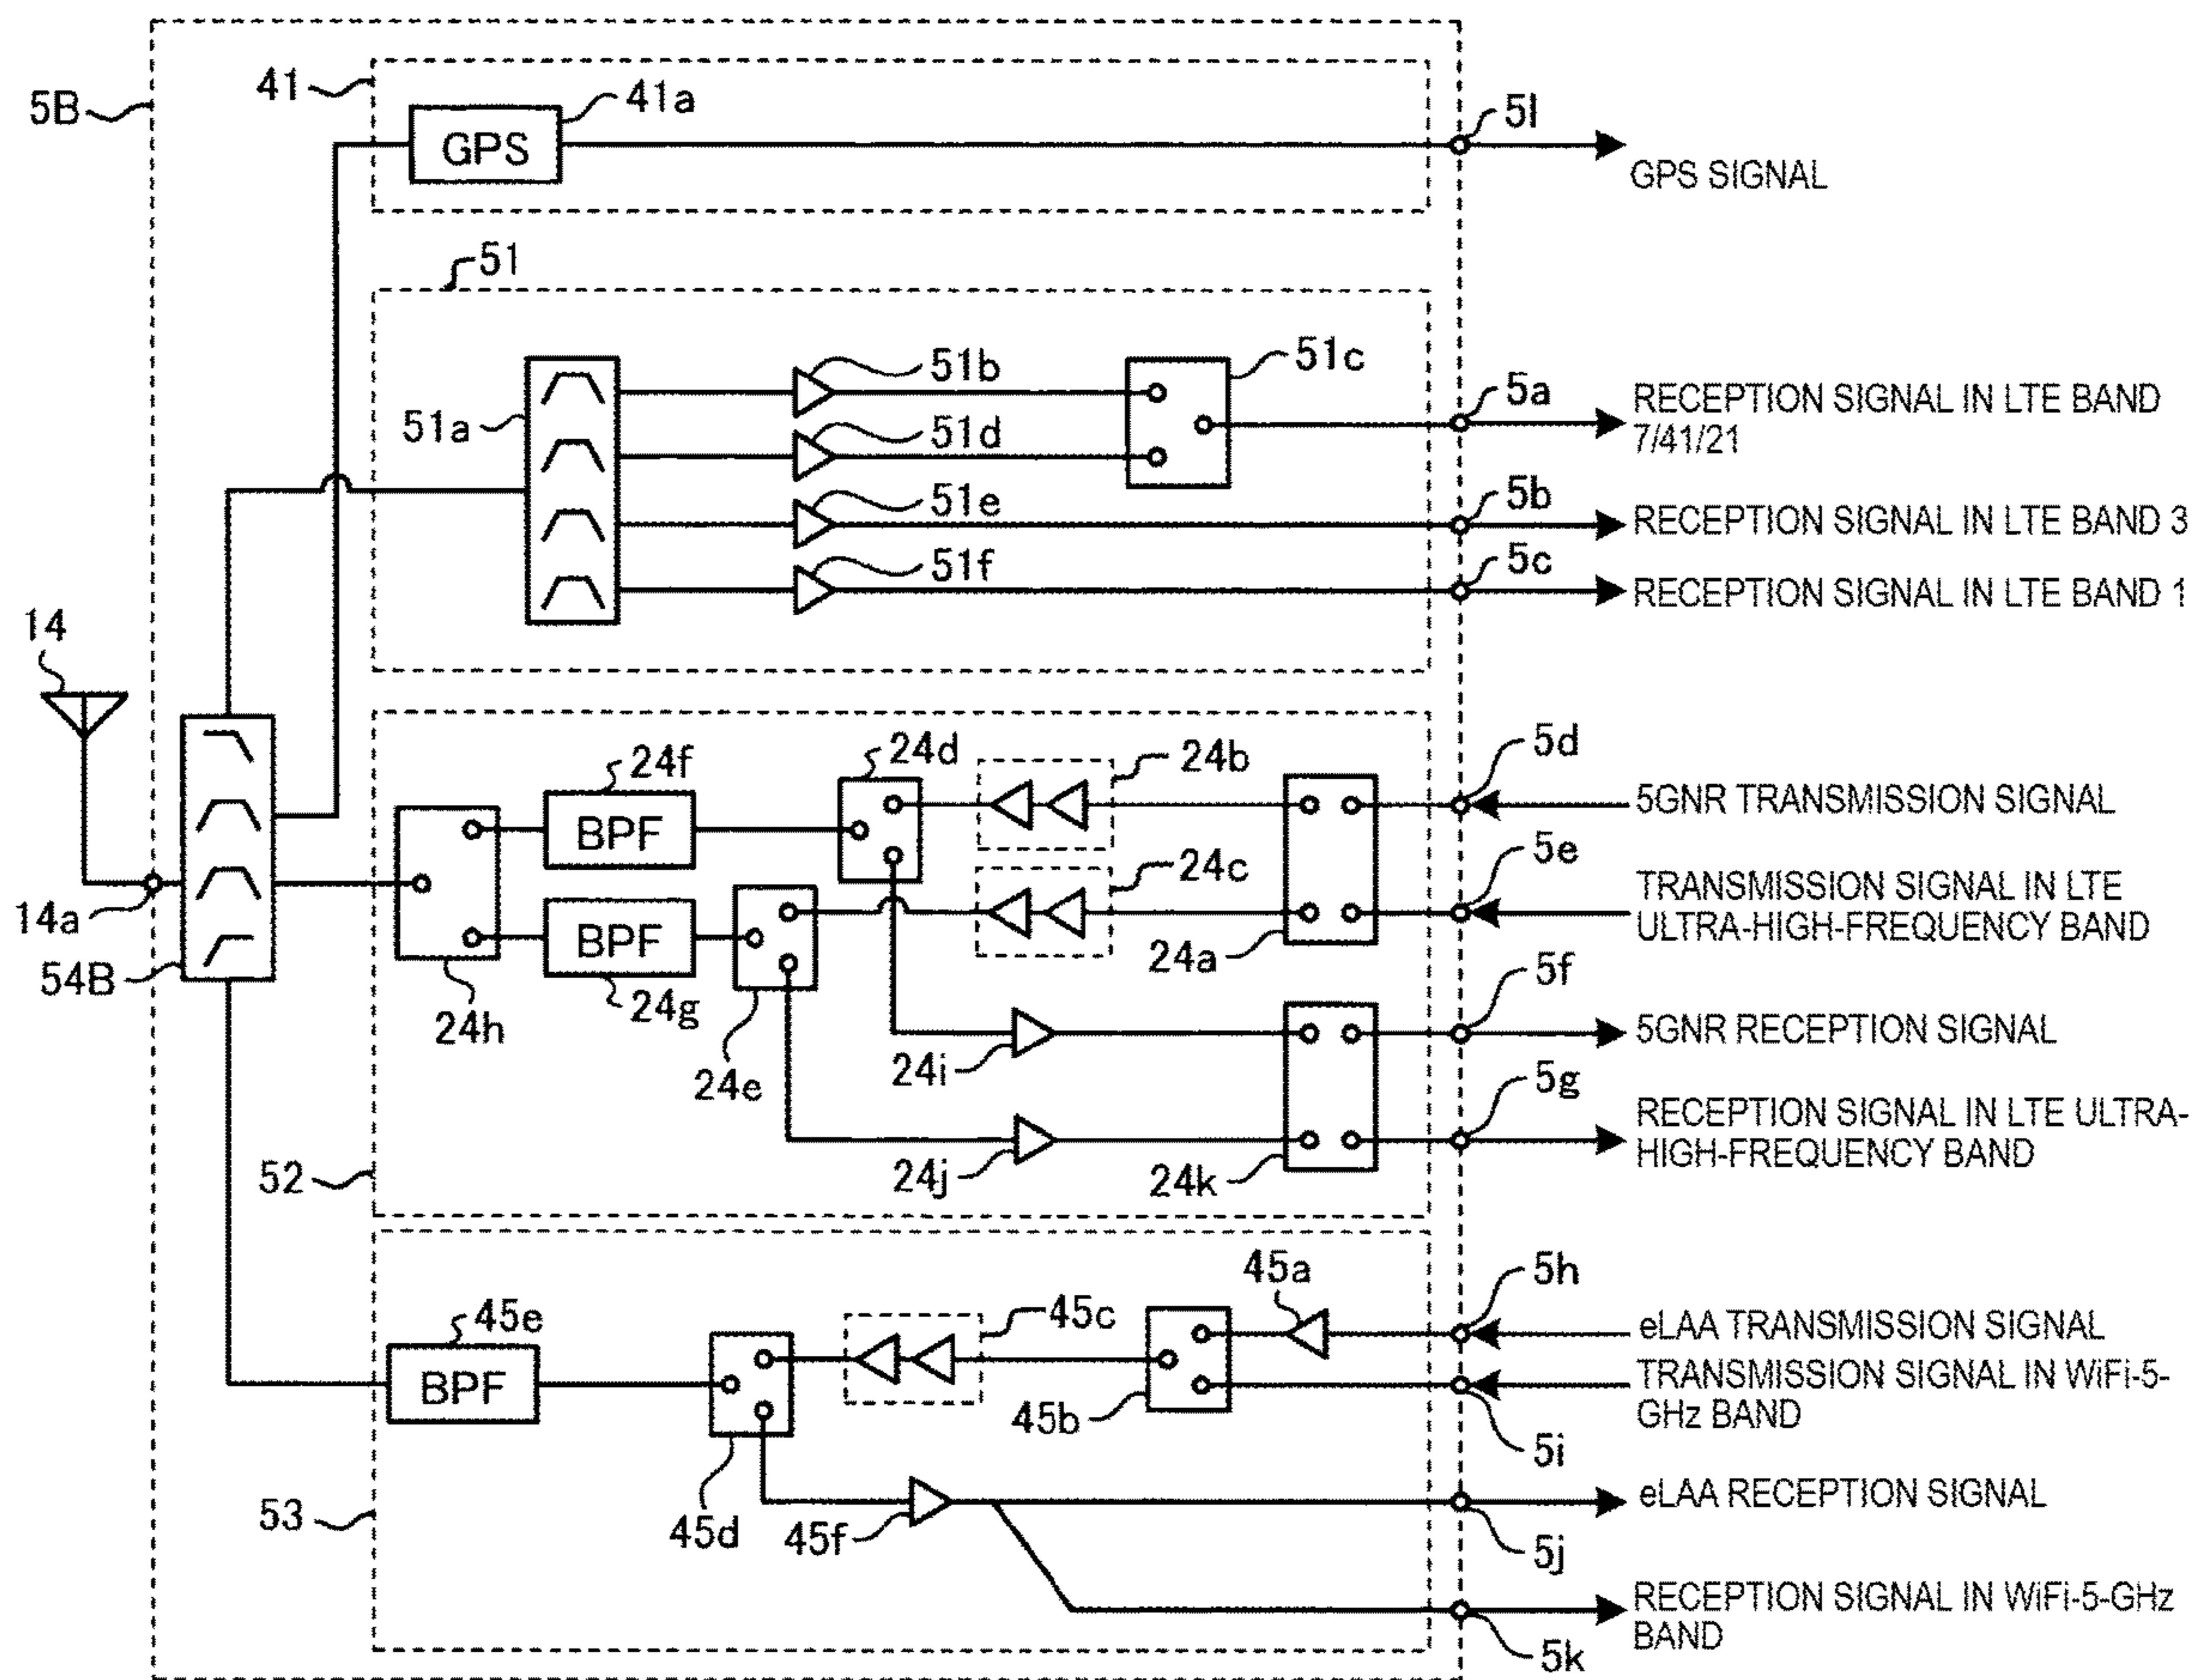 41
41a
5l
5B
GPS
GPS SIGNAL
51
51b
51c
5a
RECEPTION SIGNAL IN LTE BAND
7/41/21
51a
51d
51e
5b
RECEPTION SIGNAL IN LTE BAND 3
51f
5c
RECEPTION SIGNAL IN LTE BAND 1
14
24f
24d
24b
5d
5GNR TRANSMISSION SIGNAL
BPF
24c
5e
TRANSMISSION SIGNAL IN LTE
ULTRA-HIGH-FREQUENCY BAND
14a
BPF
24a
54B
24h
24g
24e
5f
5GNR RECEPTION SIGNAL
24i
5g
RECEPTION SIGNAL IN LTE ULTRA-
HIGH-FREQUENCY BAND
52
24j
24k
45a
5h
eLAA TRANSMISSION SIGNAL
45e
45c
BPF
45b
TRANSMISSION SIGNAL IN WiFi-5-
GHz BAND
5i
53
45d
45f
eLAA RECEPTION SIGNAL
5j
RECEPTION SIGNAL IN WiFi-5-GHz
BAND
5k